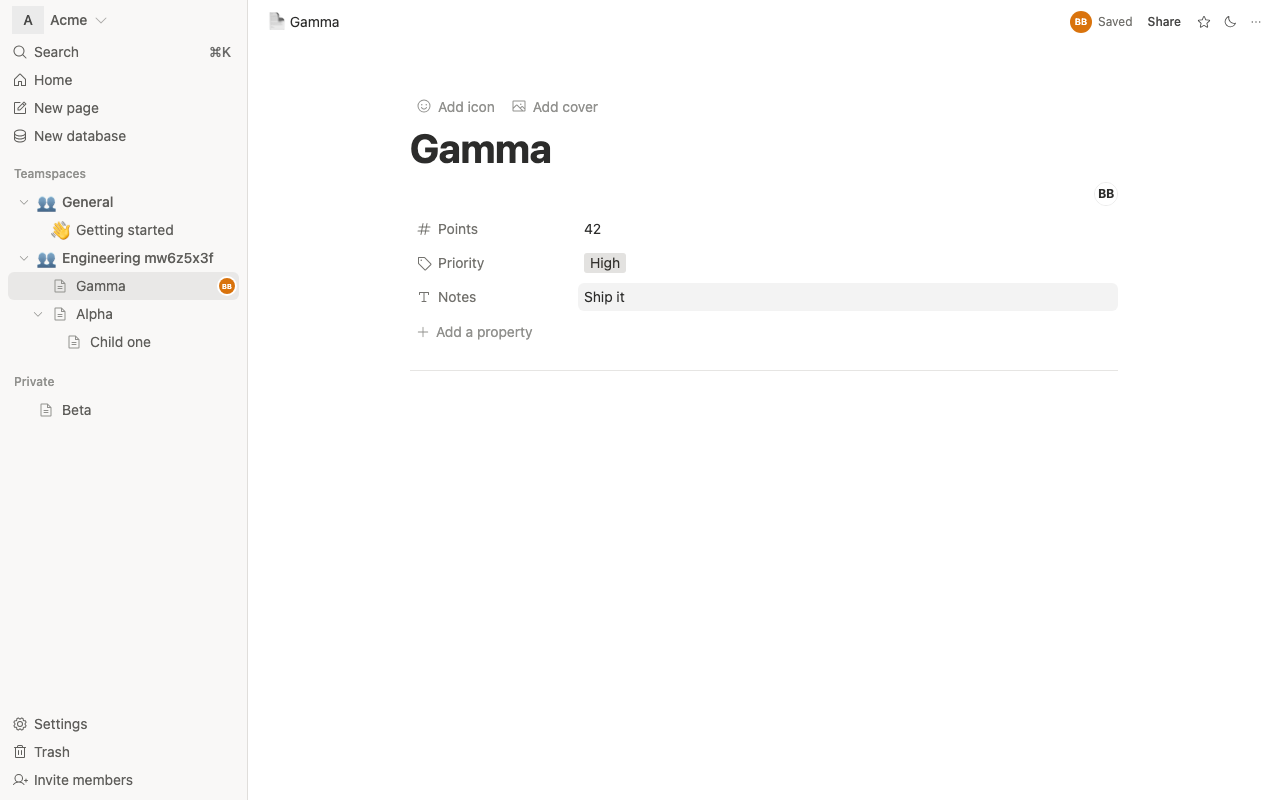 A Acme
Search ⌘K
Home
New page
New database
Teamspaces
General
Getting started
Engineering mw6z5x3f
Gamma BB
Alpha
Child one
Private
Beta
Settings
Trash
Invite members
Gamma
BB Saved Share
Add icon Add cover
Gamma
BB
Points 42
Priority High
Notes Ship it
Add a property